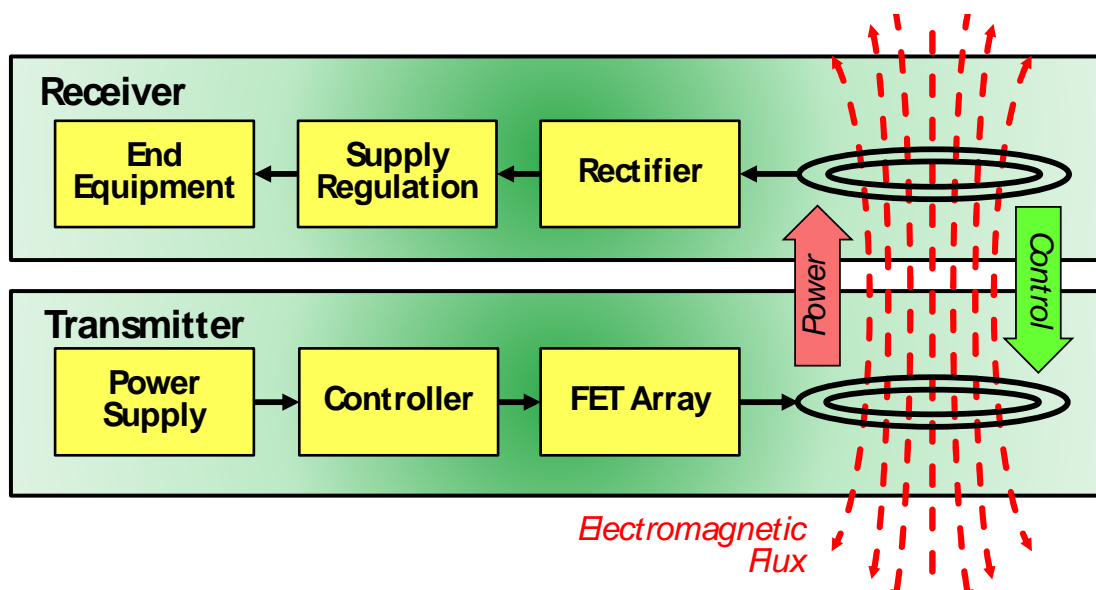 Receiver
End
Equipment
Supply
Regulation
Rectifier
Power
Control
Transmitter
Power
Supply
Controller
FET Array
Electromagnetic
Flux